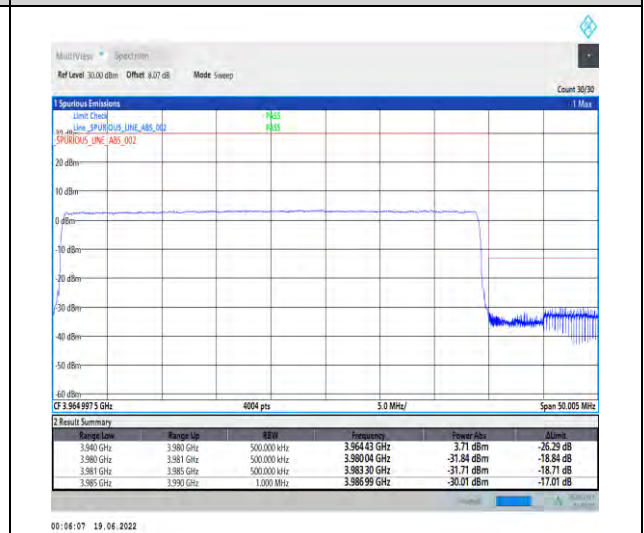 MultiView Spectrum
Ref Level 30.00 dBm Offset 8.07 dB Mode Sweep
Count 30/30
1 Spurious Emissions 1 Max
Limit Check PASS
Line _SPURIOUS_LINE_ABS_002 PASS
_SPURIOUS_LINE_ABS_002
20 dBm
10 dBm
0 dBm
-10 dBm
-20 dBm
-30 dBm
-40 dBm
-50 dBm
-60 dBm
CF 3.964 997 5 GHz 4004 pts 5.0 MHz/ Span 50.005 MHz
2 Result Summary
Range Low Range Up RBW Frequency Power Abs ΔLimit
3.940 GHz 3.980 GHz 500.000 kHz 3.964 43 GHz 3.71 dBm -26.29 dB
3.980 GHz 3.981 GHz 500.000 kHz 3.980 04 GHz -31.84 dBm -18.84 dB
3.981 GHz 3.985 GHz 500.000 kHz 3.983 30 GHz -31.71 dBm -18.71 dB
3.985 GHz 3.990 GHz 1.000 MHz 3.986 99 GHz -30.01 dBm -17.01 dB
00:06:07 19.06.2022